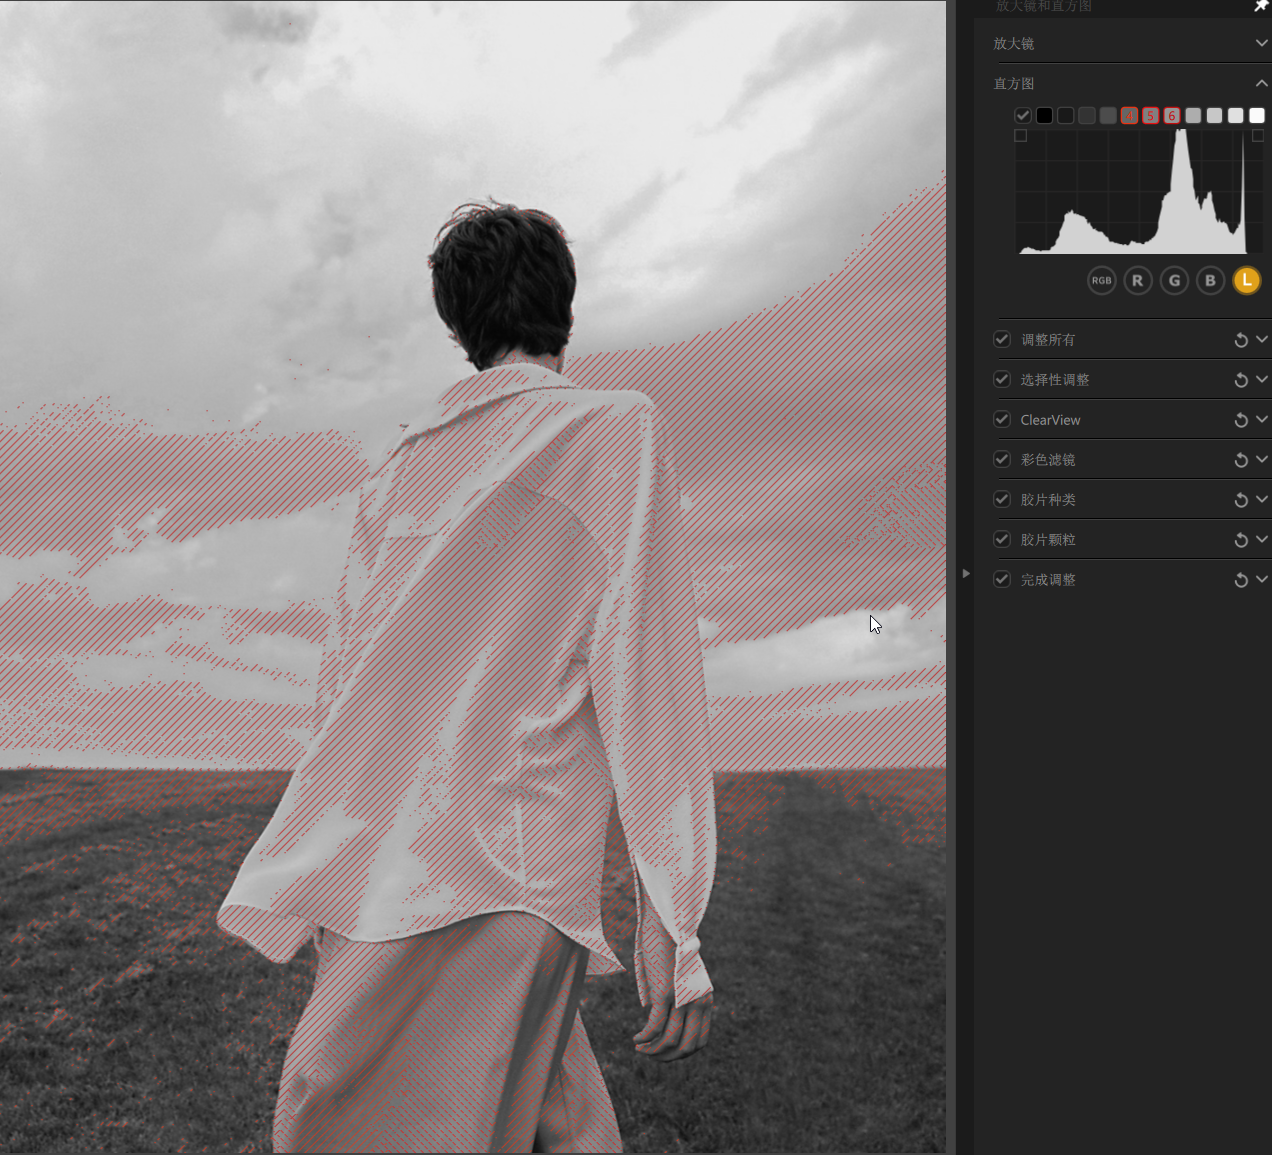 放大镜和直方图
放大镜
直方图
4 5 6
RGB R G B L
调整所有
选择性调整
ClearView
彩色滤镜
胶片种类
胶片颗粒
完成调整